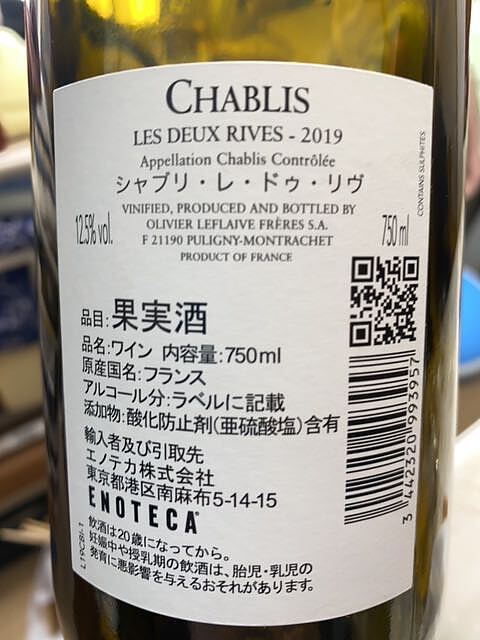 CHABLIS
LES DEUX RIVES - 2019
Appellation Chablis Contrôlée
シャブリ・レ・ドゥ・リヴ
VINIFIED, PRODUCED AND BOTTLED BY
OLIVIER LEFLAIVE FRÈRES S.A.
F 21190 PULIGNY-MONTRACHET
PRODUCT OF FRANCE
12.5% vol.
750 ml
CONTAINS SULPHITES
品目:果実酒
品名:ワイン 内容量:750ml
原産国名:フランス
アルコール分:ラベルに記載
添加物:酸化防止剤(亜硫酸塩)含有
輸入者及び引取先
エノテカ株式会社
東京都港区南麻布5-14-15
ENOTECA
飲酒は20歳になってから。
妊娠中や授乳期の飲酒は、胎児・乳児の
発育に悪影響を与えるおそれがあります。
3 442320 993957